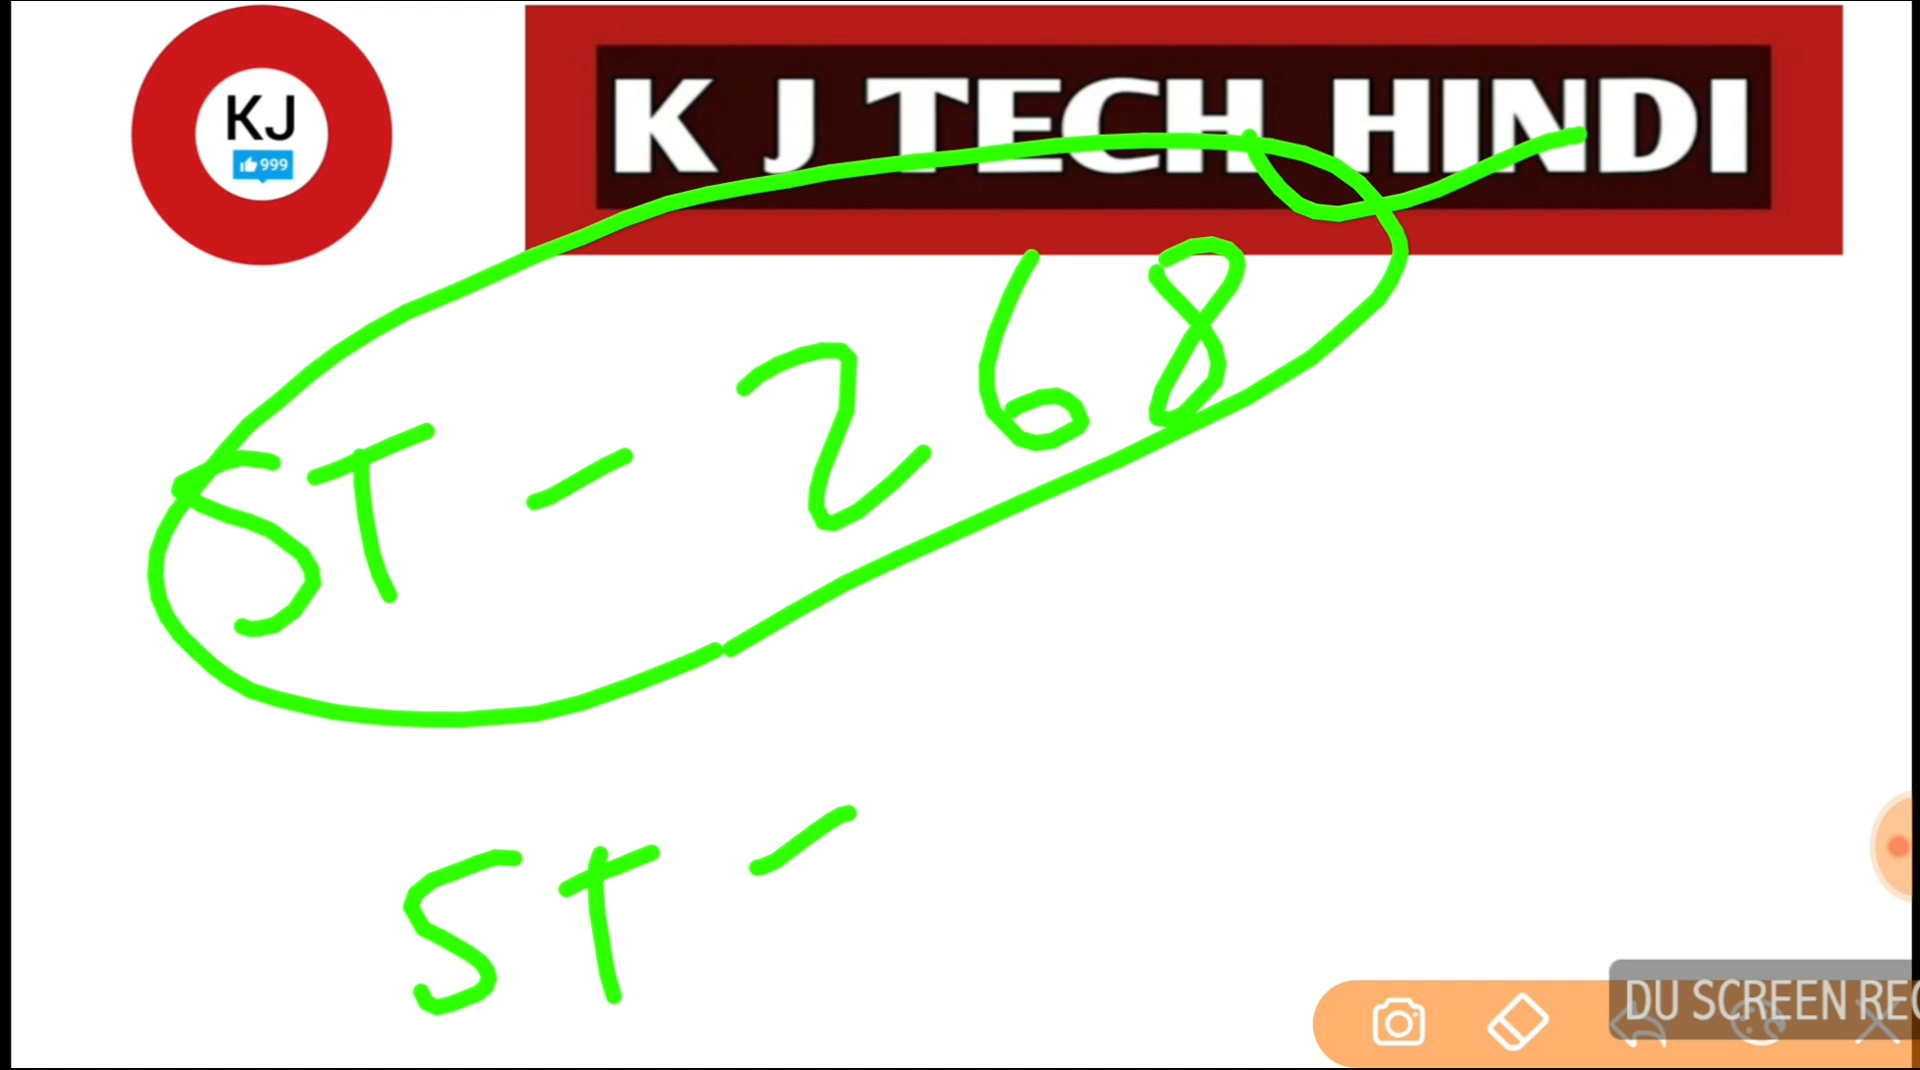 KJ
999
K J TECH HINDI
ST - 268
ST -
DU SCREEN REC